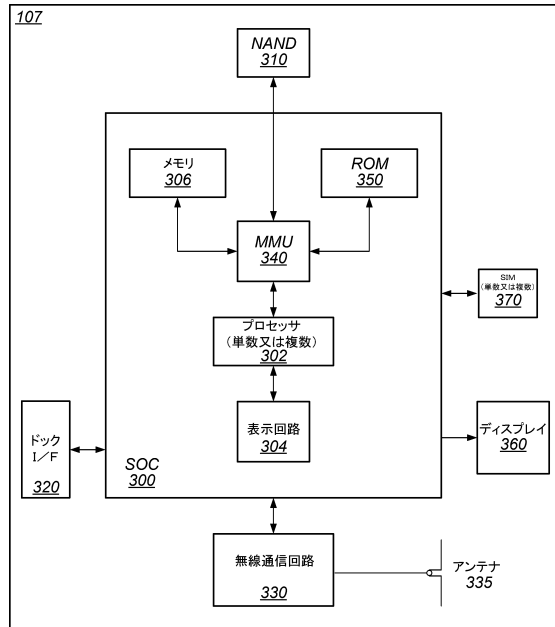 107
NAND
310
メモリ
306
ROM
350
MMU
340
SIM
(単数又は複数)
370
プロセッサ
(単数又は複数)
302
表示回路
304
ドック
I/F
320
SOC
300
ディスプレイ
360
無線通信回路
330
アンテナ
335